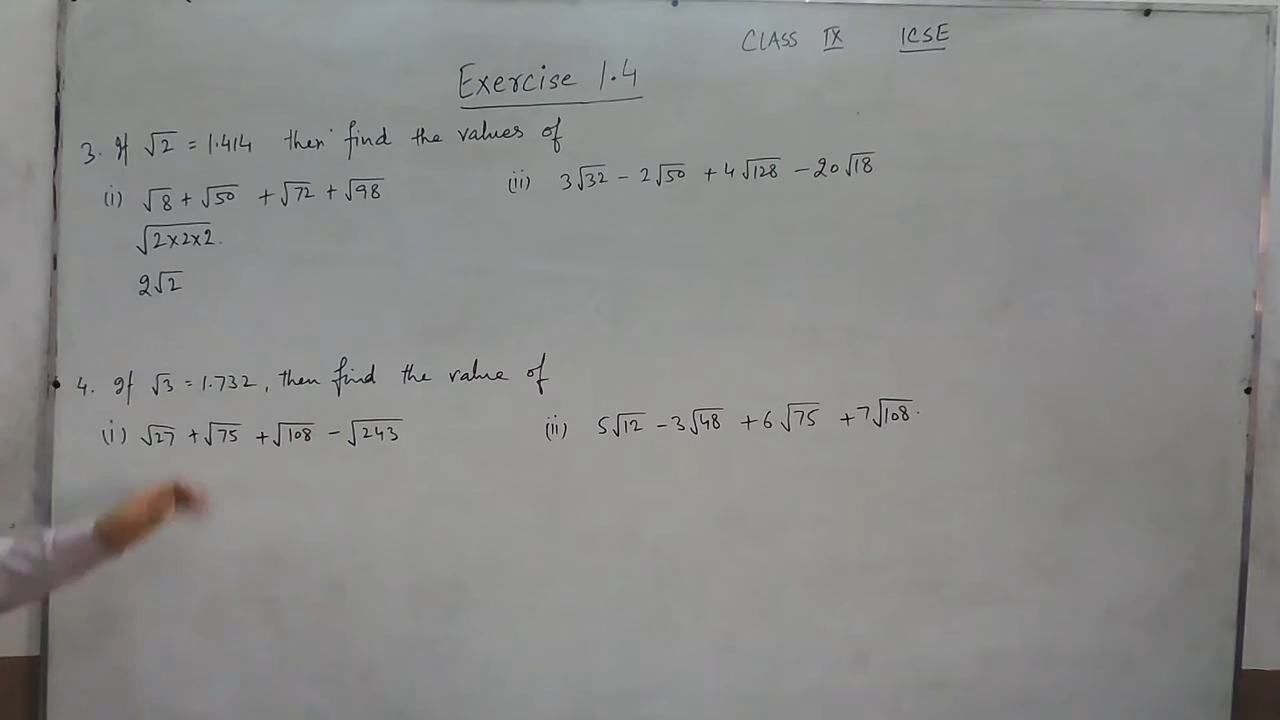 CLASS IX ICSE
Exercise 1.4
3. If √2 = 1.414 then find the values of
(i) √8 + √50 + √72 + √98 (ii) 3√32 - 2√50 + 4√128 - 20√18
√2×2×2.
2√2
4. If √3 = 1.732, then find the value of
(i) √27 + √75 + √108 - √243 (ii) 5√12 - 3√48 + 6√75 + 7√108.